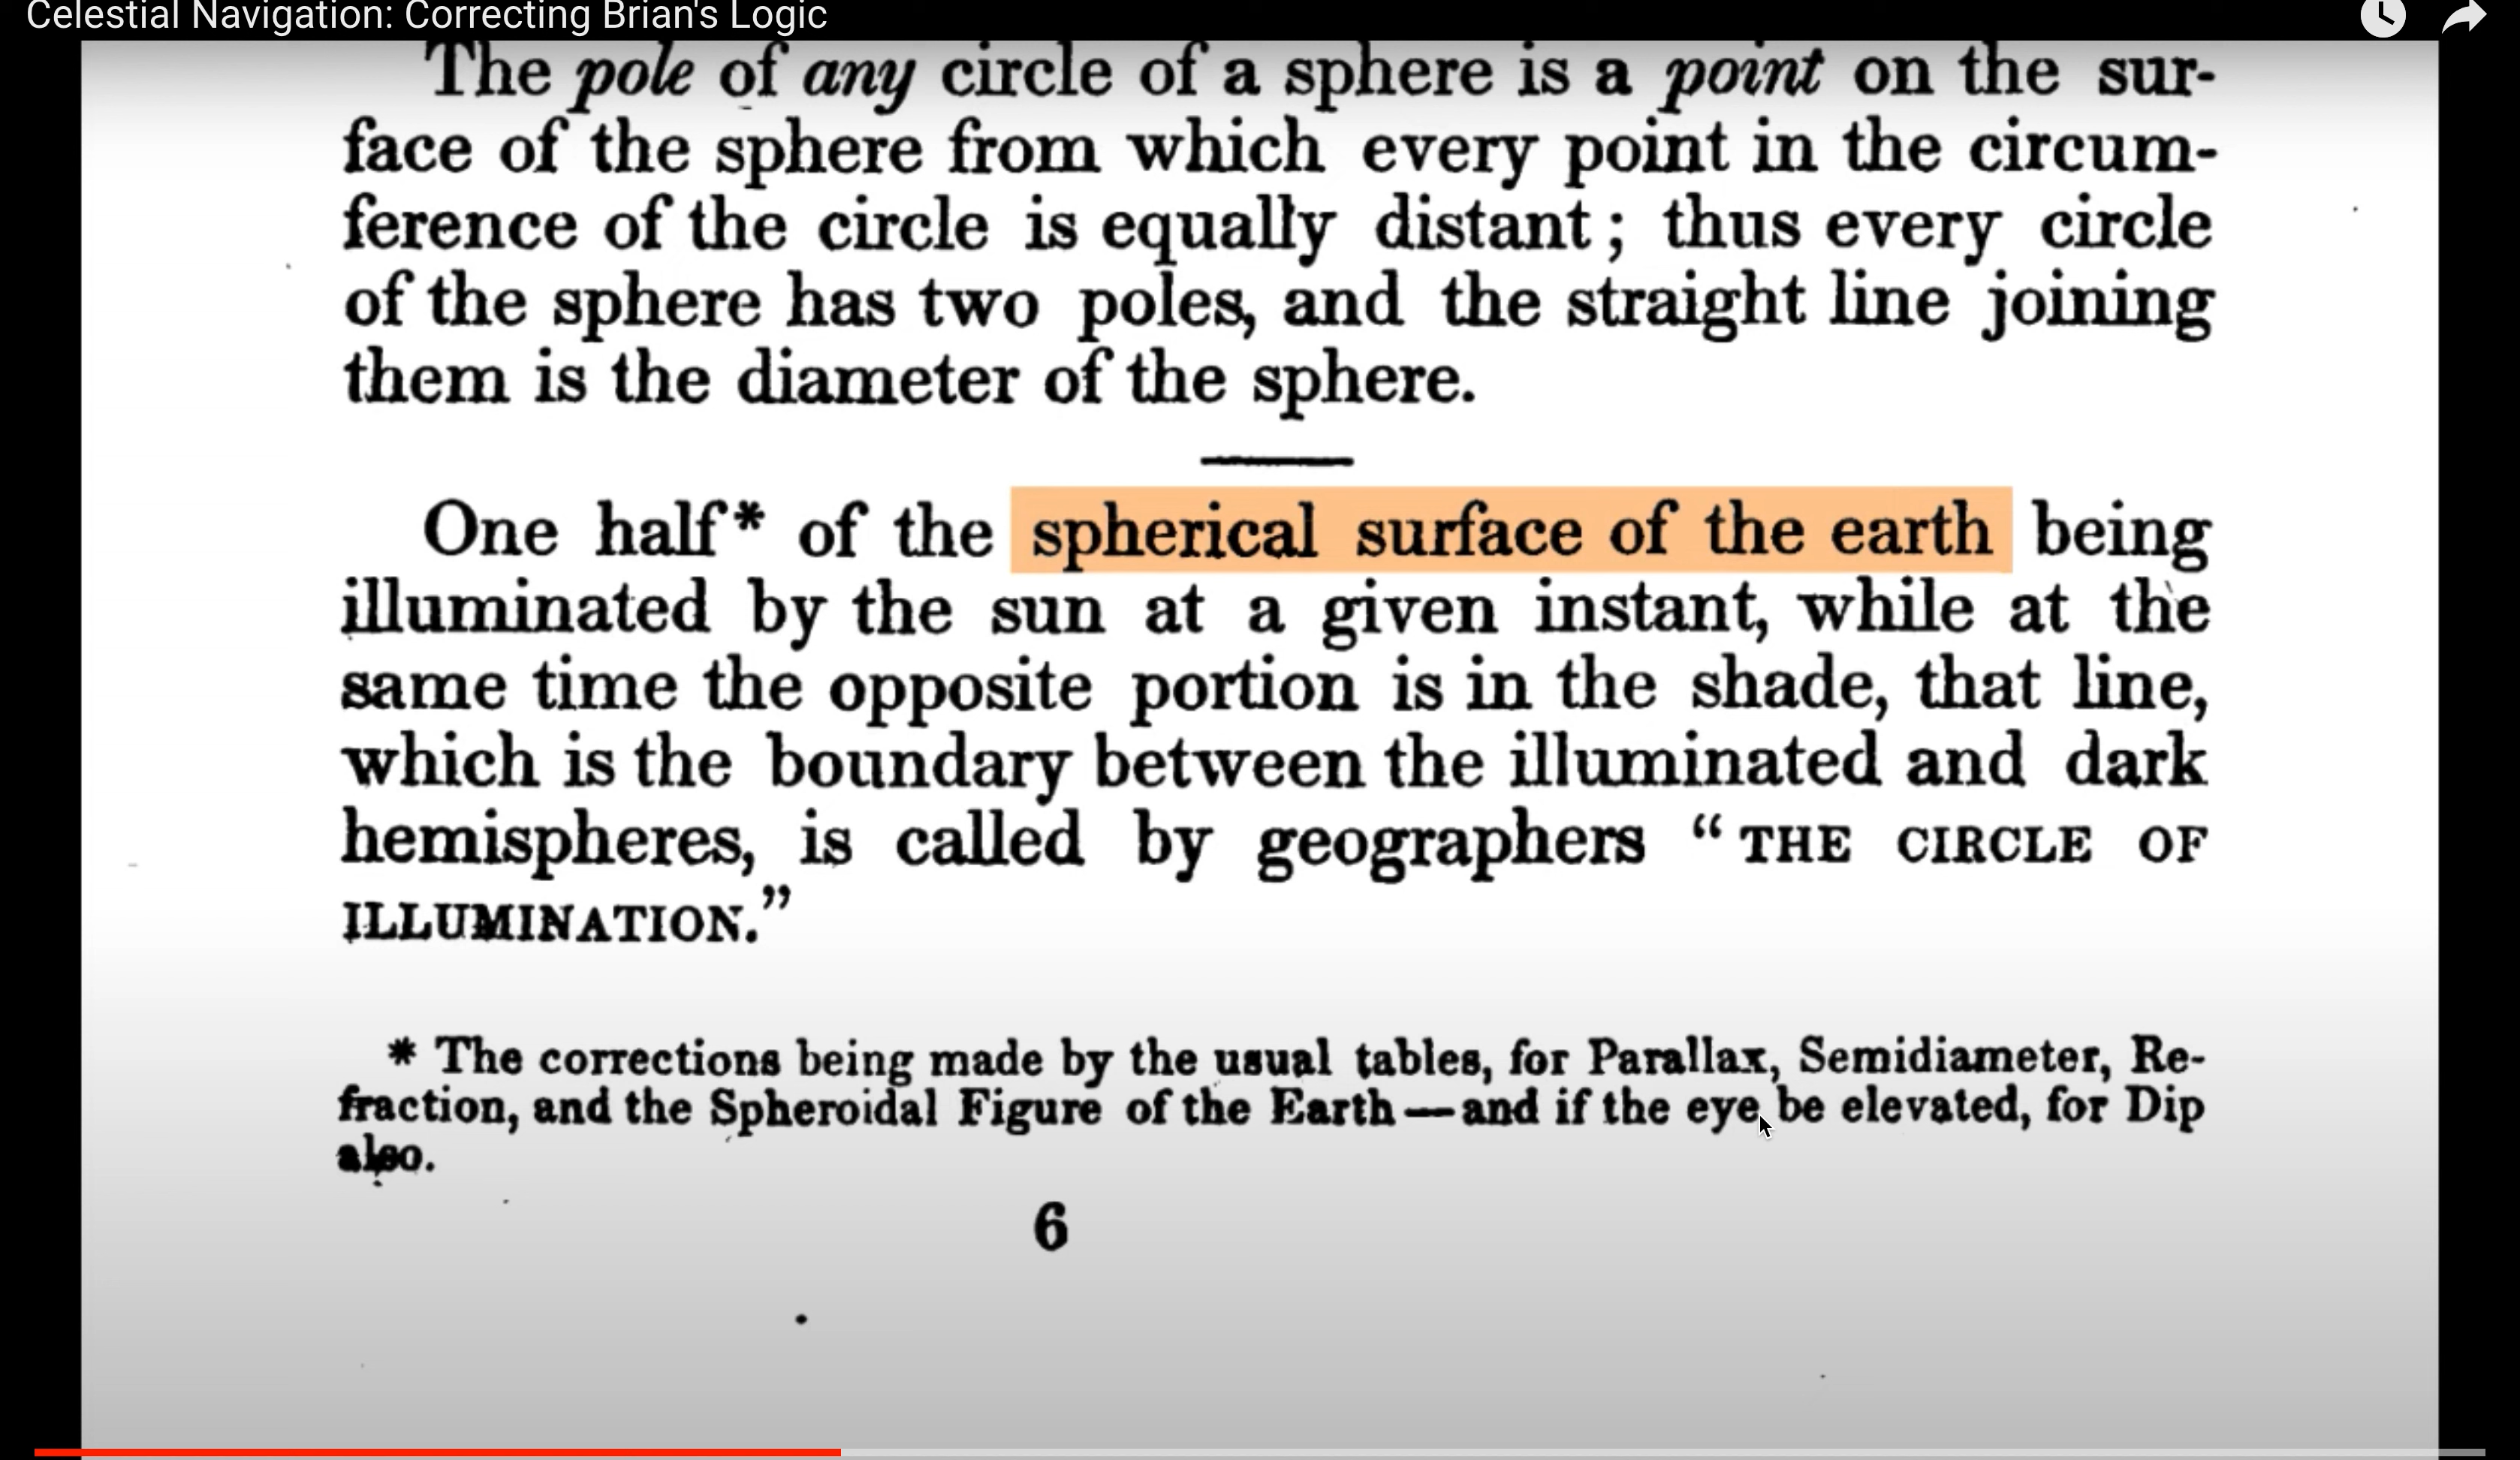 Celestial Navigation: Correcting Brian's Logic
The pole of any circle of a sphere is a point on the sur-
face of the sphere from which every point in the circum-
ference of the circle is equally distant; thus every circle
of the sphere has two poles, and the straight line joining
them is the diameter of the sphere.
One half* of the spherical surface of the earth being
illuminated by the sun at a given instant, while at the
same time the opposite portion is in the shade, that line,
which is the boundary between the illuminated and dark
hemispheres, is called by geographers “THE CIRCLE OF
ILLUMINATION.”
* The corrections being made by the usual tables, for Parallax, Semidiameter, Re-
fraction, and the Spheroidal Figure of the Earth—and if the eye be elevated, for Dip
also.
6